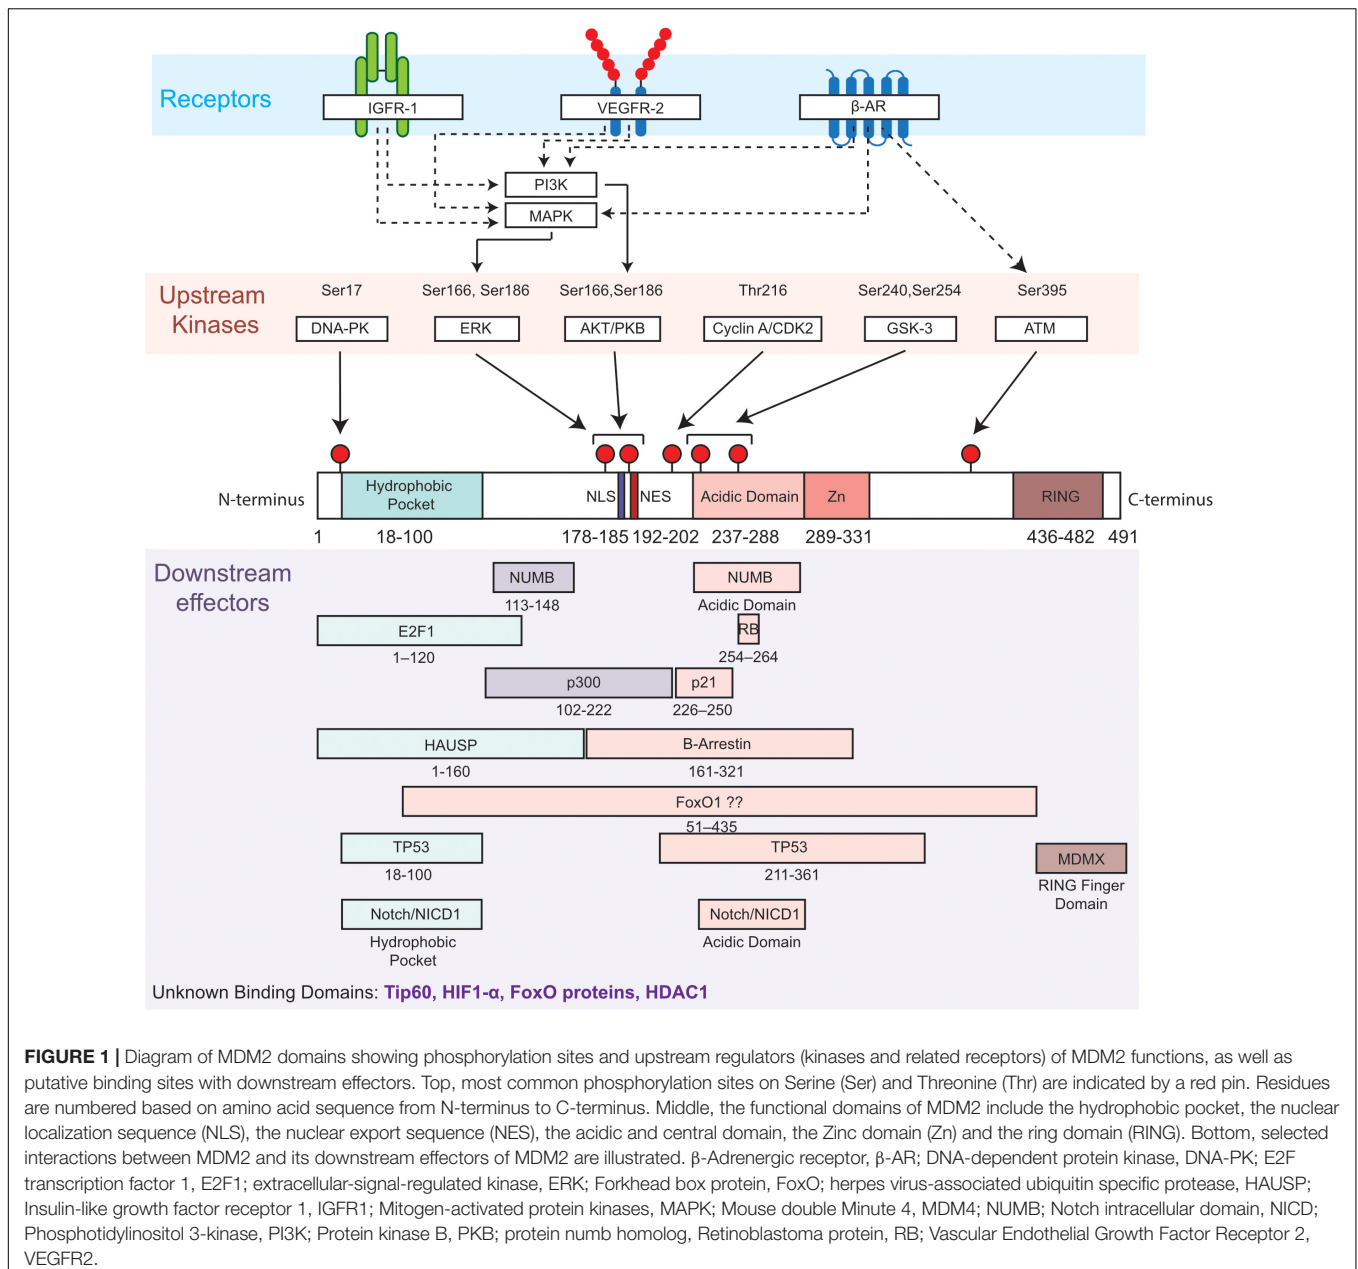 Receptors
IGFR-1
VEGFR-2
β-AR
PI3K
MAPK
Upstream
Kinases
Ser17
Ser166, Ser186
Ser166,Ser186
Thr216
Ser240,Ser254
Ser395
DNA-PK
ERK
AKT/PKB
Cyclin A/CDK2
GSK-3
ATM
N-terminus
Hydrophobic
Pocket
NLS
NES
Acidic Domain
Zn
RING
C-terminus
1
18-100
178-185
192-202
237-288
289-331
436-482
491
Downstream
effectors
NUMB
113-148
NUMB
Acidic Domain
E2F1
1–120
RB
254–264
p300
102-222
p21
226–250
HAUSP
1-160
B-Arrestin
161-321
FoxO1 ??
51–435
TP53
18-100
TP53
211-361
MDMX
RING Finger
Domain
Notch/NICD1
Hydrophobic
Pocket
Notch/NICD1
Acidic Domain
Unknown Binding Domains: Tip60, HIF1-α, FoxO proteins, HDAC1
FIGURE 1 | Diagram of MDM2 domains showing phosphorylation sites and upstream regulators (kinases and related receptors) of MDM2 functions, as well as
putative binding sites with downstream effectors. Top, most common phosphorylation sites on Serine (Ser) and Threonine (Thr) are indicated by a red pin. Residues
are numbered based on amino acid sequence from N-terminus to C-terminus. Middle, the functional domains of MDM2 include the hydrophobic pocket, the nuclear
localization sequence (NLS), the nuclear export sequence (NES), the acidic and central domain, the Zinc domain (Zn) and the ring domain (RING). Bottom, selected
interactions between MDM2 and its downstream effectors of MDM2 are illustrated. β-Adrenergic receptor, β-AR; DNA-dependent protein kinase, DNA-PK; E2F
transcription factor 1, E2F1; extracellular-signal-regulated kinase, ERK; Forkhead box protein, FoxO; herpes virus-associated ubiquitin specific protease, HAUSP;
Insulin-like growth factor receptor 1, IGFR1; Mitogen-activated protein kinases, MAPK; Mouse double Minute 4, MDM4; NUMB; Notch intracellular domain, NICD;
Phosphotidylinositol 3-kinase, PI3K; Protein kinase B, PKB; protein numb homolog, Retinoblastoma protein, RB; Vascular Endothelial Growth Factor Receptor 2,
VEGFR2.